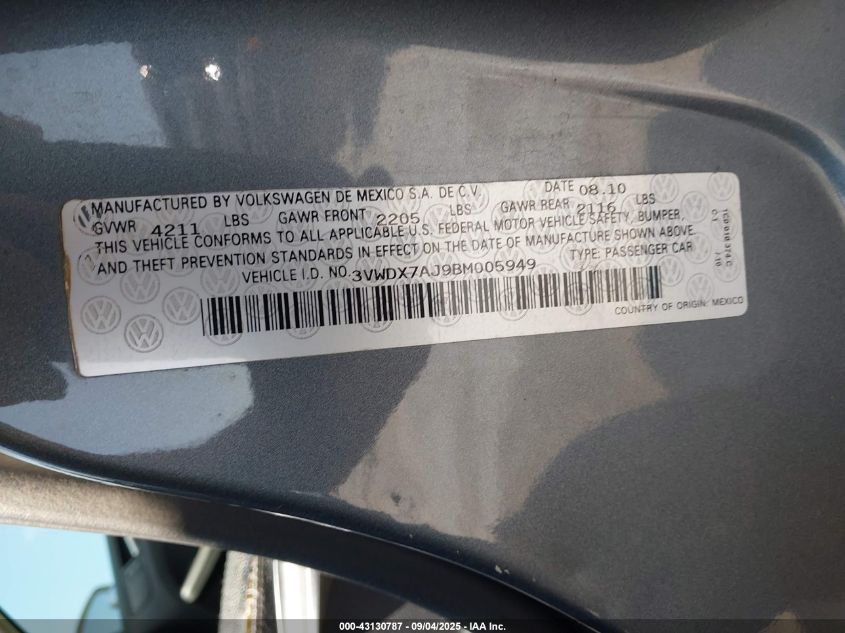 MANUFACTURED BY VOLKSWAGEN DE MEXICO S.A. DE C.V. DATE 08.10
GVWR 4211 LBS GAWR FRONT 2205 LBS GAWR REAR 2116 LBS
THIS VEHICLE CONFORMS TO ALL APPLICABLE U.S. FEDERAL MOTOR VEHICLE SAFETY, BUMPER,
AND THEFT PREVENTION STANDARDS IN EFFECT ON THE DATE OF MANUFACTURE SHOWN ABOVE.
VEHICLE I.D. NO. 3VWDX7AJ9BM005949 TYPE: PASSENGER CAR
COUNTRY OF ORIGIN: MEXICO
1C0 010 374 C
000-43130787 - 09/04/2025 - IAA Inc.